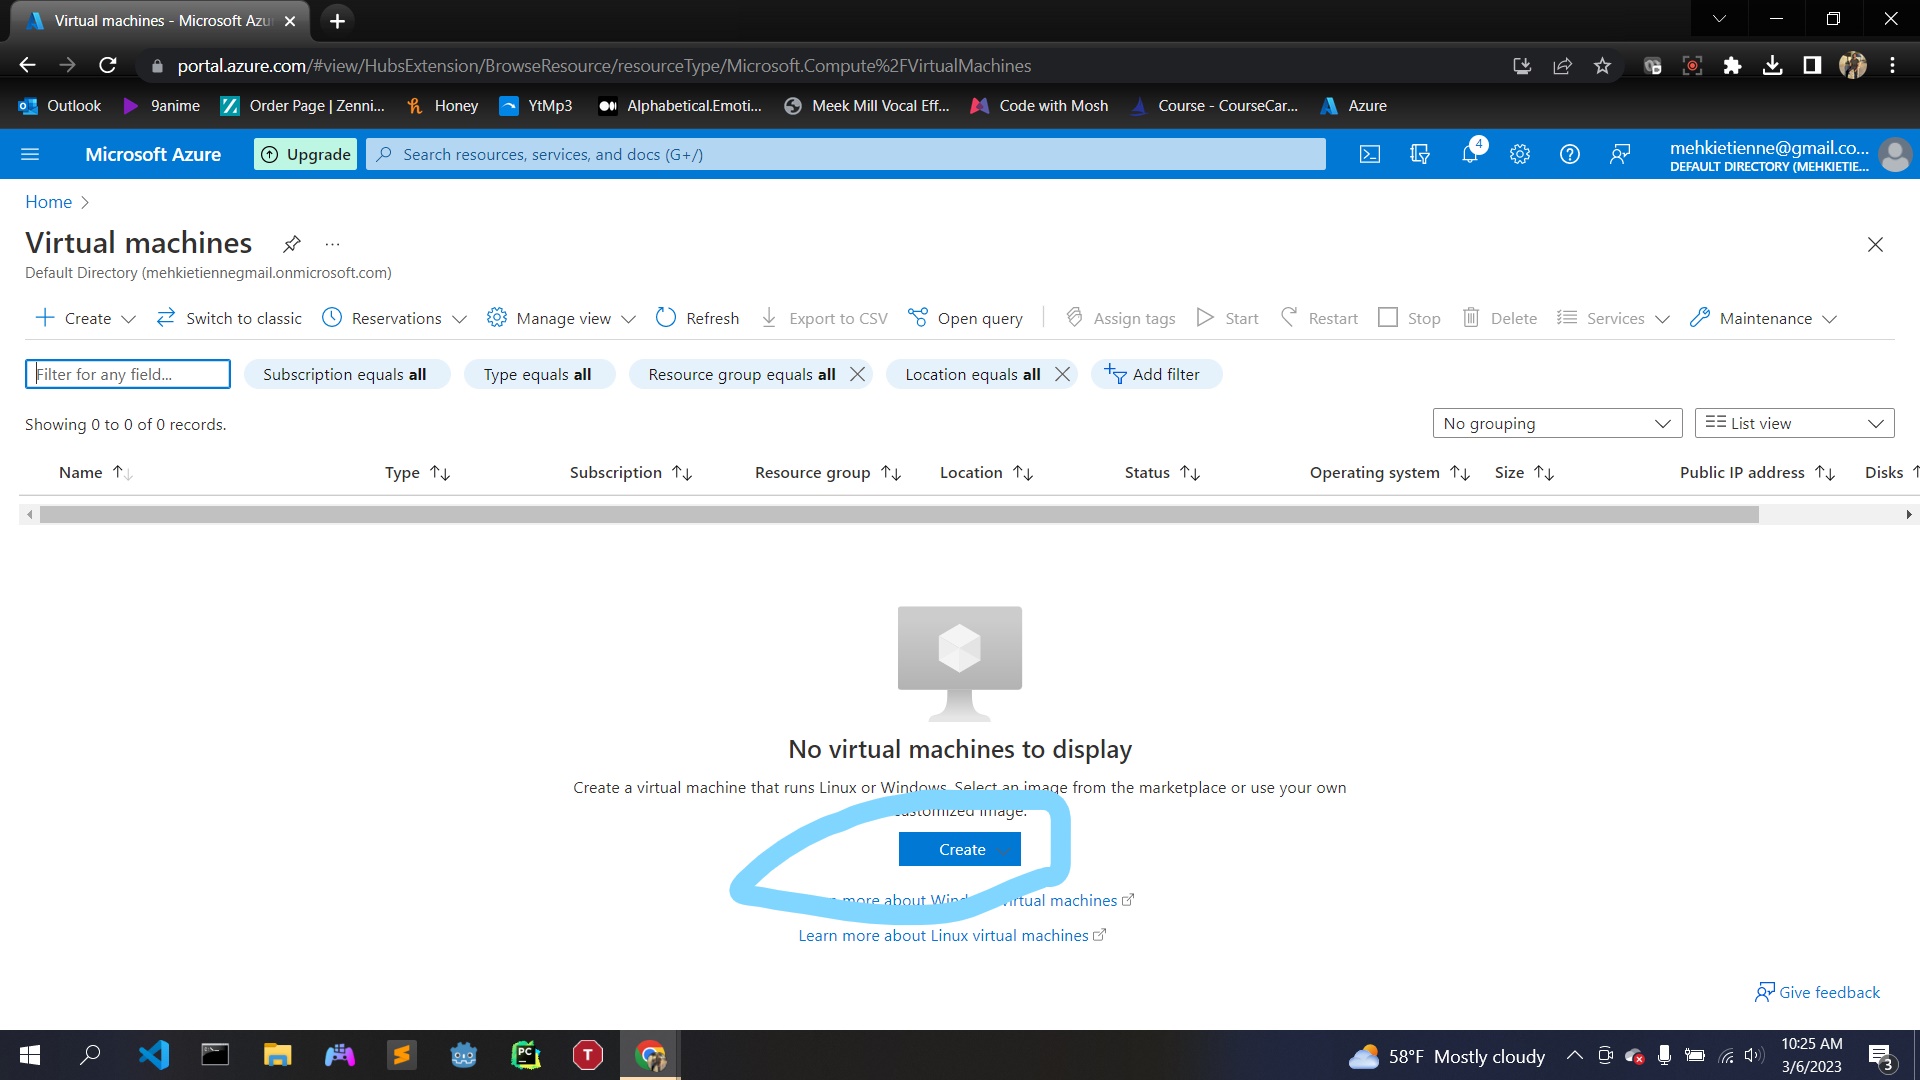 Virtual machines - Microsoft Azu
portal.azure.com/#view/HubsExtension/BrowseResource/resourceType/Microsoft.Compute%2FVirtualMachines
Outlook 9anime Order Page | Zenni... Honey YtMp3 Alphabetical.Emoti... Meek Mill Vocal Eff... Code with Mosh Course - CourseCar... Azure
Microsoft Azure Upgrade Search resources, services, and docs (G+/) 4 mehkietienne@gmail.co...
DEFAULT DIRECTORY (MEHKIETIE...
Home
Virtual machines ...
Default Directory (mehkietiennegmail.onmicrosoft.com)
Create Switch to classic Reservations Manage view Refresh Export to CSV Open query Assign tags Start Restart Stop Delete Services Maintenance
Filter for any field... Subscription equals all Type equals all Resource group equals all Location equals all Add filter
Showing 0 to 0 of 0 records. No grouping List view
Name Type Subscription Resource group Location Status Operating system Size Public IP address Disks
No virtual machines to display
Create a virtual machine that runs Linux or Windows. Select an image from the marketplace or use your own
customized image.
Create
more about Windows virtual machines
Learn more about Linux virtual machines
Give feedback
58°F Mostly cloudy 10:25 AM
3/6/2023 3